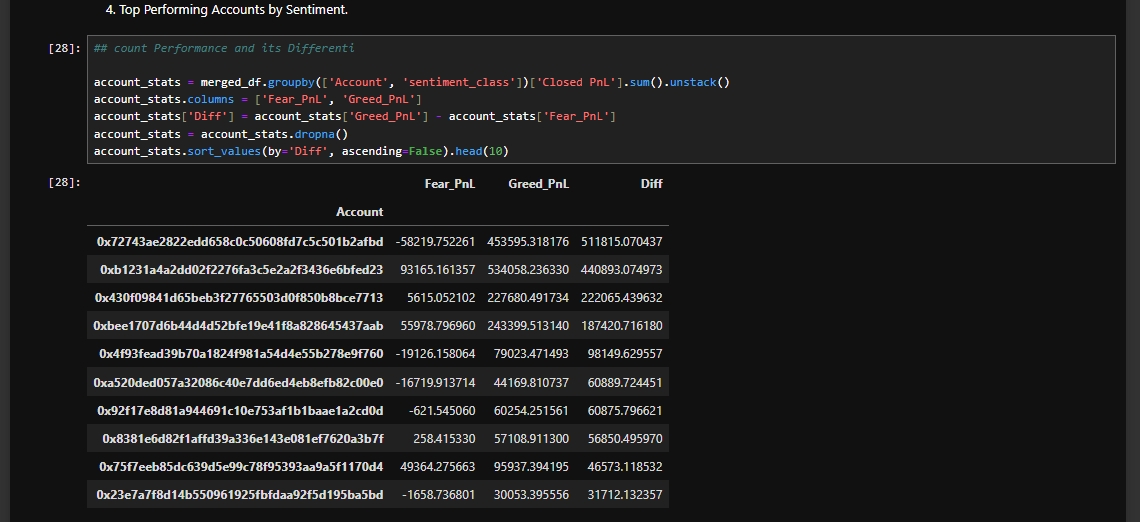 4. Top Performing Accounts by Sentiment.
[28]: ## count Performance and its Differenti
account_stats = merged_df.groupby(['Account', 'sentiment_class'])['Closed PnL'].sum().unstack()
account_stats.columns = ['Fear_PnL', 'Greed_PnL']
account_stats['Diff'] = account_stats['Greed_PnL'] - account_stats['Fear_PnL']
account_stats = account_stats.dropna()
account_stats.sort_values(by='Diff', ascending=False).head(10)
[28]: Fear_PnL Greed_PnL Diff
Account
0x72743ae2822edd658c0c50608fd7c5c501b2afbd -58219.752261 453595.318176 511815.070437
0xb1231a4a2dd02f2276fa3c5e2a2f3436e6bfed23 93165.161357 534058.236330 440893.074973
0x430f09841d65beb3f27765503d0f850b8bce7713 5615.052102 227680.491734 222065.439632
0xbee1707d6b44d4d52bfe19e41f8a828645437aab 55978.796960 243399.513140 187420.716180
0x4f93fead39b70a1824f981a54d4e55b278e9f760 -19126.158064 79023.471493 98149.629557
0xa520ded057a32086c40e7dd6ed4eb8efb82c00e0 -16719.913714 44169.810737 60889.724451
0x92f17e8d81a944691c10e753af1b1baae1a2cd0d -621.545060 60254.251561 60875.796621
0x8381e6d82f1affd39a336e143e081ef7620a3b7f 258.415330 57108.911300 56850.495970
0x75f7eeb85dc639d5e99c78f95393aa9a5f1170d4 49364.275663 95937.394195 46573.118532
0x23e7a7f8d14b550961925fbfdaa92f5d195ba5bd -1658.736801 30053.395556 31712.132357